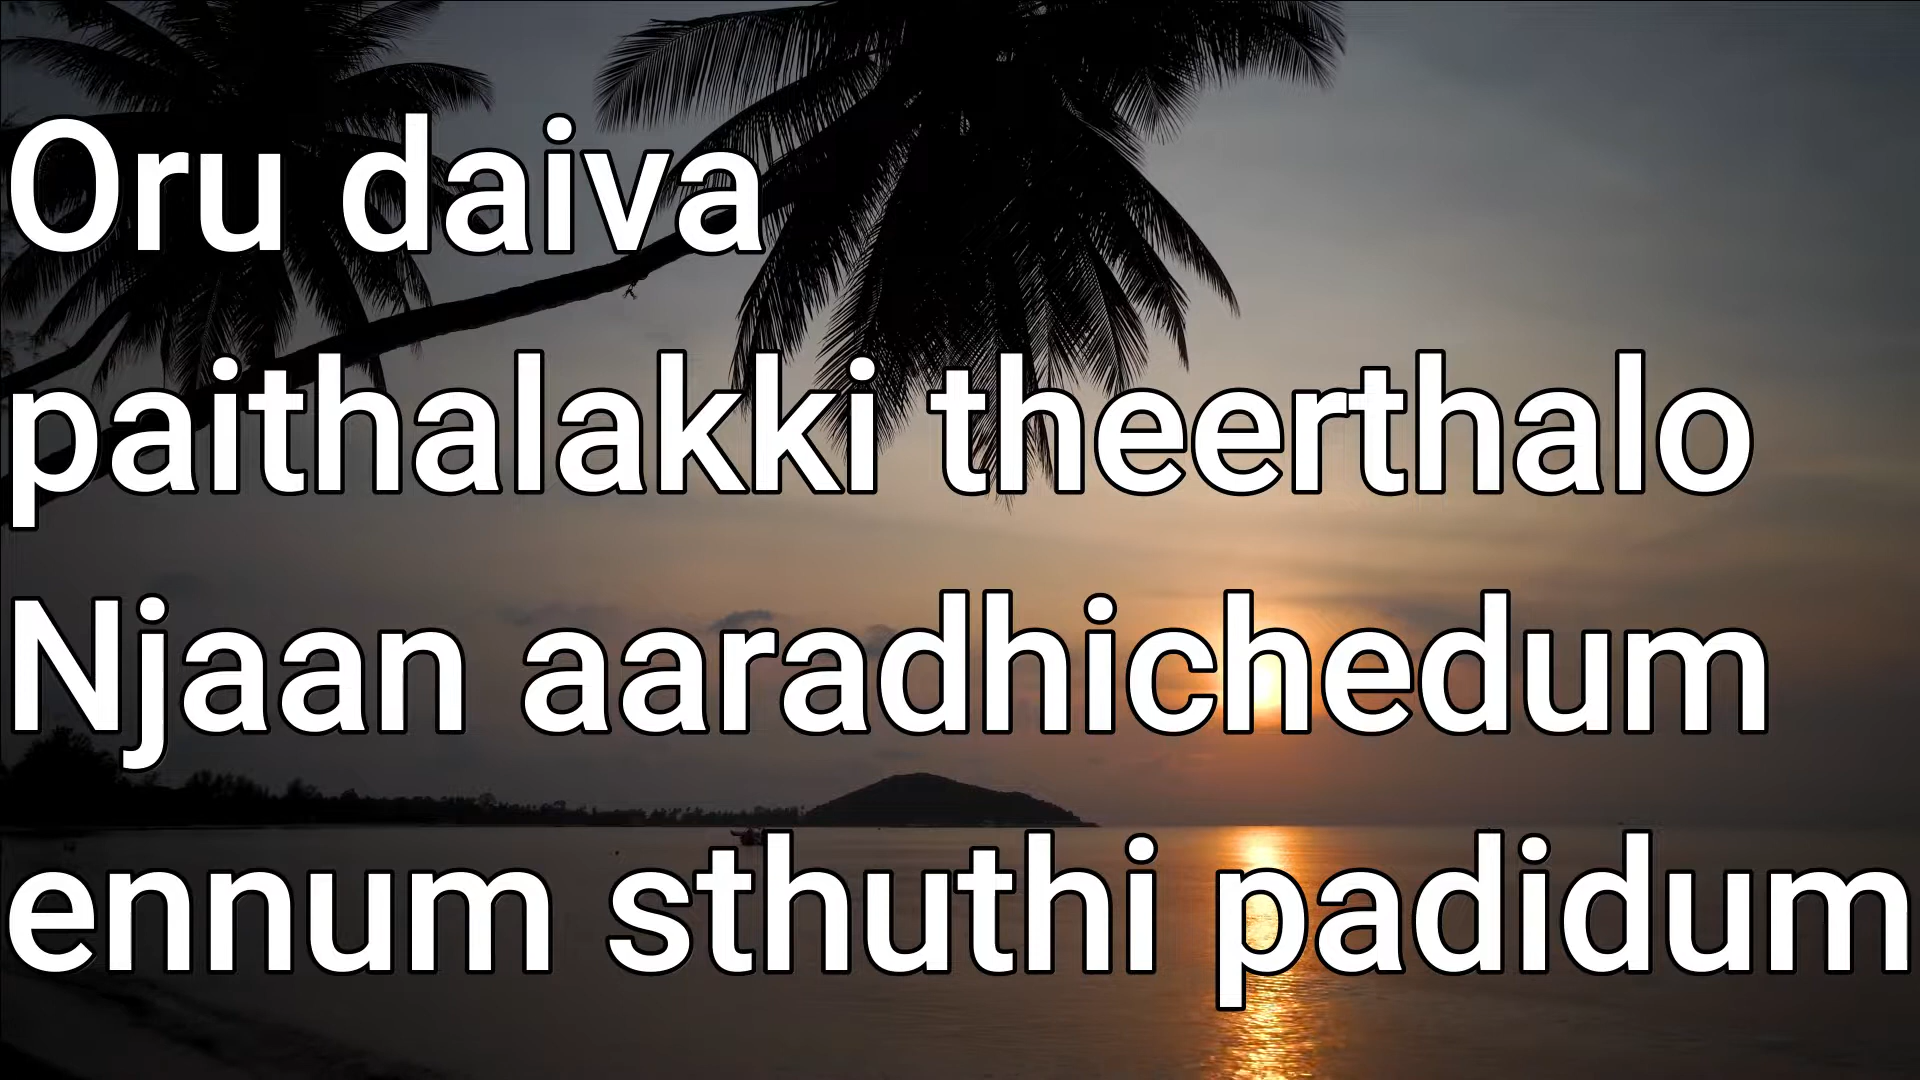 Oru daiva
paithalakki theerthalo
Njaan aaradhichedum
ennum sthuthi padidum